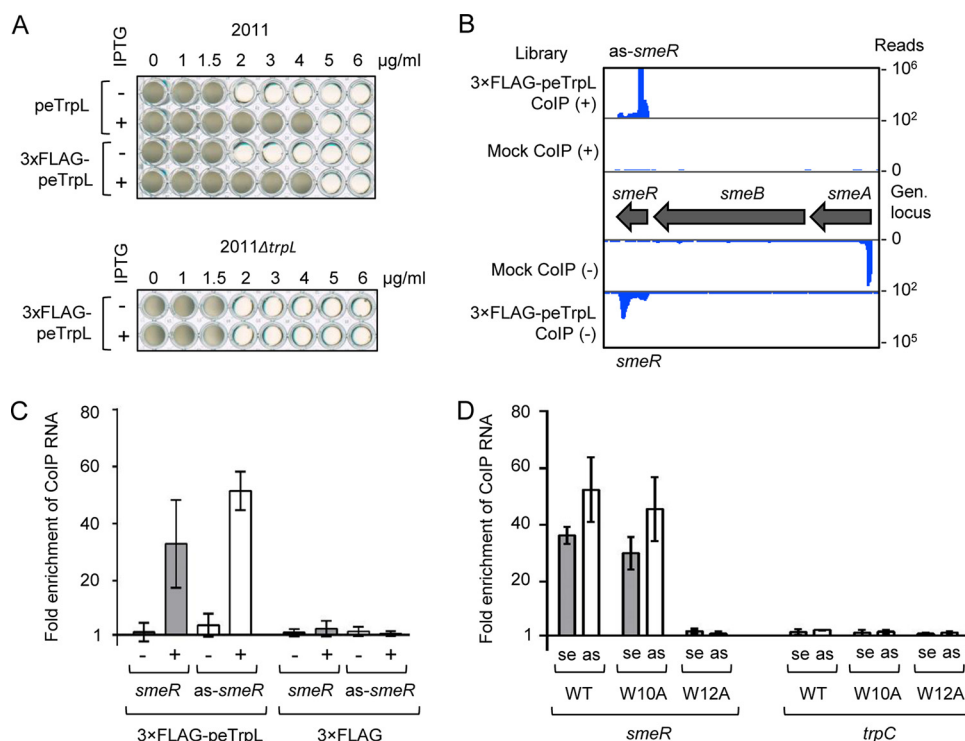 A
IPTG
2011
0 1 1.5 2 3 4 5 6 µg/ml
peTrpL
-
+
3xFLAG-
peTrpL
-
+
IPTG
2011ΔtrpL
0 1 1.5 2 3 4 5 6 µg/ml
3xFLAG-
peTrpL
-
+
B
Library
as-smeR
Reads
3×FLAG-peTrpL
CoIP (+)
10⁶
10²
Mock CoIP (+)
0
smeR smeB smeA
Gen.
locus
0
Mock CoIP (-)
10²
3×FLAG-peTrpL
CoIP (-)
10⁵
smeR
C
Fold enrichment of CoIP RNA
80
60
40
20
1
- + - + - + - +
smeR as-smeR smeR as-smeR
3×FLAG-peTrpL 3×FLAG
D
Fold enrichment of CoIP RNA
80
60
40
20
1
se as se as se as se as se as se as
WT W10A W12A WT W10A W12A
smeR trpC